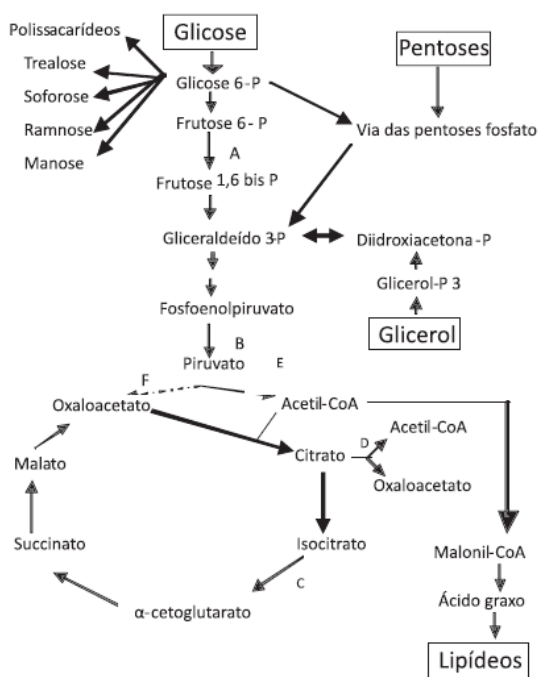 Polissacarídeos
Glicose
Pentoses
Trealose
Glicose 6-P
Soforose
Ramnose
Frutose 6- P
Via das pentoses fosfato
Manose
A
Frutose 1,6 bis P
Gliceraldeído 3-P
Diidroxiacetona -P
Glicerol-P 3
Fosfoenolpiruvato
Glicerol
B
Piruvato
E
F
Oxaloacetato
Acetil-CoA
Acetil-CoA
D
Citrato
Malato
Oxaloacetato
Succinato
Isocitrato
Malonil-CoA
C
α-cetoglutarato
Ácido graxo
Lipídeos